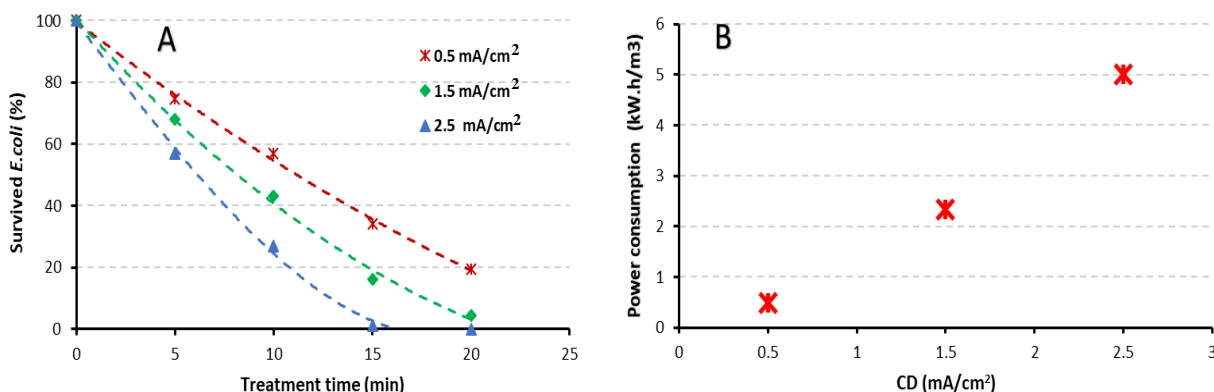 A
Survived E.coli (%)
100
80
60
40
20
0
0 5 10 15 20 25
Treatment time (min)
0.5 mA/cm²
1.5 mA/cm²
2.5 mA/cm²
B
Power consumption (kW.h/m3)
6
5
4
3
2
1
0
0 0.5 1 1.5 2 2.5 3
CD (mA/cm²)